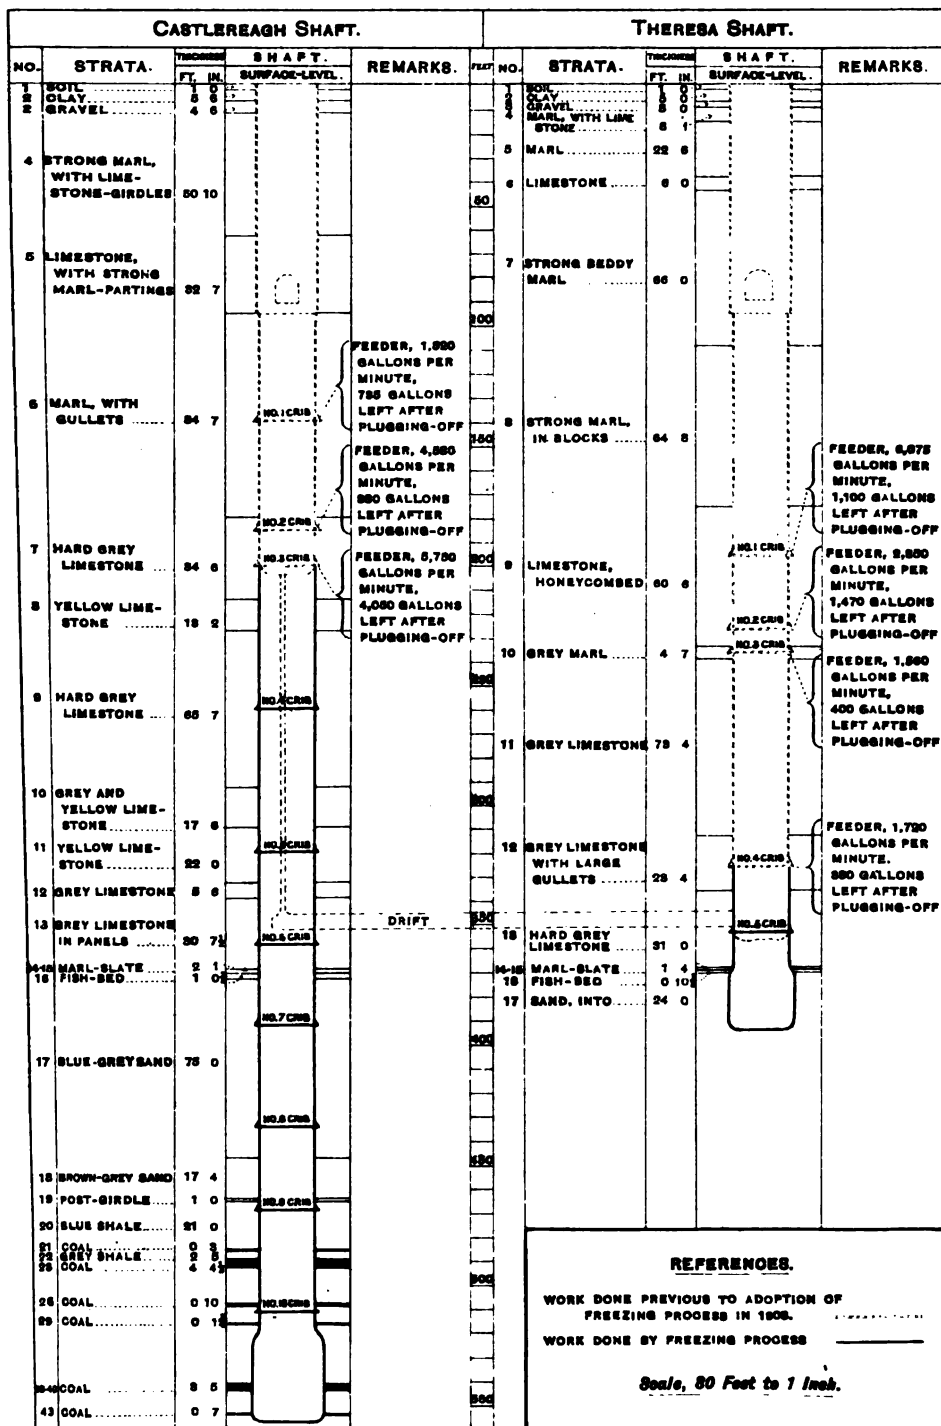 CASTLEREAGH SHAFT.
NO. STRATA. THICKNESS SHAFT. REMARKS.
FT. IN. SURFACE-LEVEL.
1 SOIL 1 0
2 CLAY 5 6
2 GRAVEL 4 6
4 STRONG MARL,
WITH LIME-
STONE-GIRDLES 50 10
5 LIMESTONE,
WITH STRONG
MARL-PARTINGS 32 7
6 MARL, WITH
GULLETS 84 7
7 HARD GREY
LIMESTONE 34 6
8 YELLOW LIME-
STONE 13 2
9 HARD GREY
LIMESTONE 65 7
10 GREY AND
YELLOW LIME-
STONE 17 6
11 YELLOW LIME-
STONE 22 0
12 GREY LIMESTONE 5 6
13 GREY LIMESTONE
IN PANELS 30 7½
14-15 MARL-SLATE 2 1
16 FISH-BED 1 0
17 BLUE-GREY SAND 75 0
18 BROWN-GREY SAND 17 4
19 POST-GIRDLE 1 0
20 BLUE SHALE 21 0
21 COAL 0 3
22 GREY SHALE 2 5
COAL 4 4½
26 COAL 0 10
29 COAL 0
COAL 3 5
43 COAL 0 7
NO.1 CRIB
NO.2 CRIB
NO.3 CRIB
NO.4 CRIB
NO.5 CRIB
NO.6 CRIB
NO.7 CRIB
NO.8 CRIB
NO.9 CRIB
NO.10 CRIB
FEEDER, 1,520
GALLONS PER
MINUTE,
735 GALLONS
LEFT AFTER
PLUGGING-OFF
FEEDER,
GALLONS PER
MINUTE,
GALLONS
LEFT AFTER
PLUGGING-OFF
FEEDER, 5,750
GALLONS PER
MINUTE,
4,050 GALLONS
LEFT AFTER
PLUGGING-OFF
DRIFT
FEET
50
100
150
200
250
300
350
400
450
500
550
THERESA SHAFT.
NO. STRATA. THICKNESS SHAFT. REMARKS.
FT. IN. SURFACE-LEVEL.
1 SOIL 1 0
2 CLAY 5 0
3 GRAVEL 5 0
4 MARL, WITH LIME
STONE 6 1
5 MARL 22 6
6 LIMESTONE 6 0
7 STRONG BEDDY
MARL 65 0
8 STRONG MARL,
IN BLOCKS 64 8
9 LIMESTONE,
HONEYCOMBED 60 6
10 GREY MARL 4 7
11 GREY LIMESTONE 73 4
12 GREY LIMESTONE
WITH LARGE
GULLETS 23 4
13 HARD GREY
LIMESTONE 31 0
14-15 MARL-SLATE 1 4
16 FISH-BED 0 10
17 SAND, INTO 24 0
NO.1 CRIB
NO.2 CRIB
NO.3 CRIB
NO.4 CRIB
NO.5 CRIB
FEEDER, 6,875
GALLONS PER
MINUTE,
1,100 GALLONS
LEFT AFTER
PLUGGING-OFF
FEEDER, 2,850
GALLONS PER
MINUTE,
1,470 GALLONS
LEFT AFTER
PLUGGING-OFF
FEEDER, 1,560
GALLONS PER
MINUTE,
400 GALLONS
LEFT AFTER
PLUGGING-OFF
FEEDER, 1,720
GALLONS PER
MINUTE.
GALLONS
LEFT AFTER
PLUGGING-OFF
REFERENCES.
WORK DONE PREVIOUS TO ADOPTION OF
FREEZING PROCESS IN
WORK DONE BY FREEZING PROCESS
Scale, 80 Feet to 1 Inch.